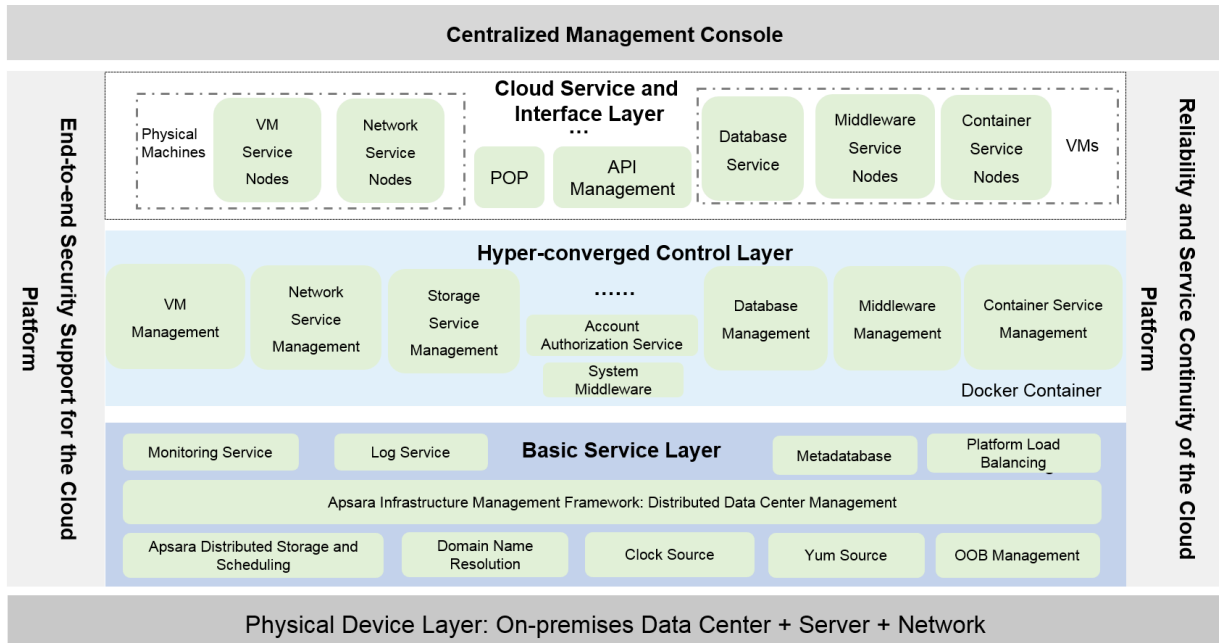 Centralized Management Console
End-to-end Security Support for the Cloud
Platform
Cloud Service and
Interface Layer
...
Physical
Machines
VM
Service
Nodes
Network
Service
Nodes
POP
API
Management
Database
Service
Middleware
Service
Nodes
Container
Service
Nodes
VMs
Hyper-converged Control Layer
VM
Management
Network
Service
Management
Storage
Service
Management
......
Account
Authorization Service
System
Middleware
Database
Management
Middleware
Management
Container Service
Management
Docker Container
Basic Service Layer
Monitoring Service
Log Service
Metadatabase
Platform Load
Balancing
Apsara Infrastructure Management Framework: Distributed Data Center Management
Apsara Distributed Storage and
Scheduling
Domain Name
Resolution
Clock Source
Yum Source
OOB Management
Reliability and Service Continuity of the Cloud
Platform
Physical Device Layer: On-premises Data Center + Server + Network